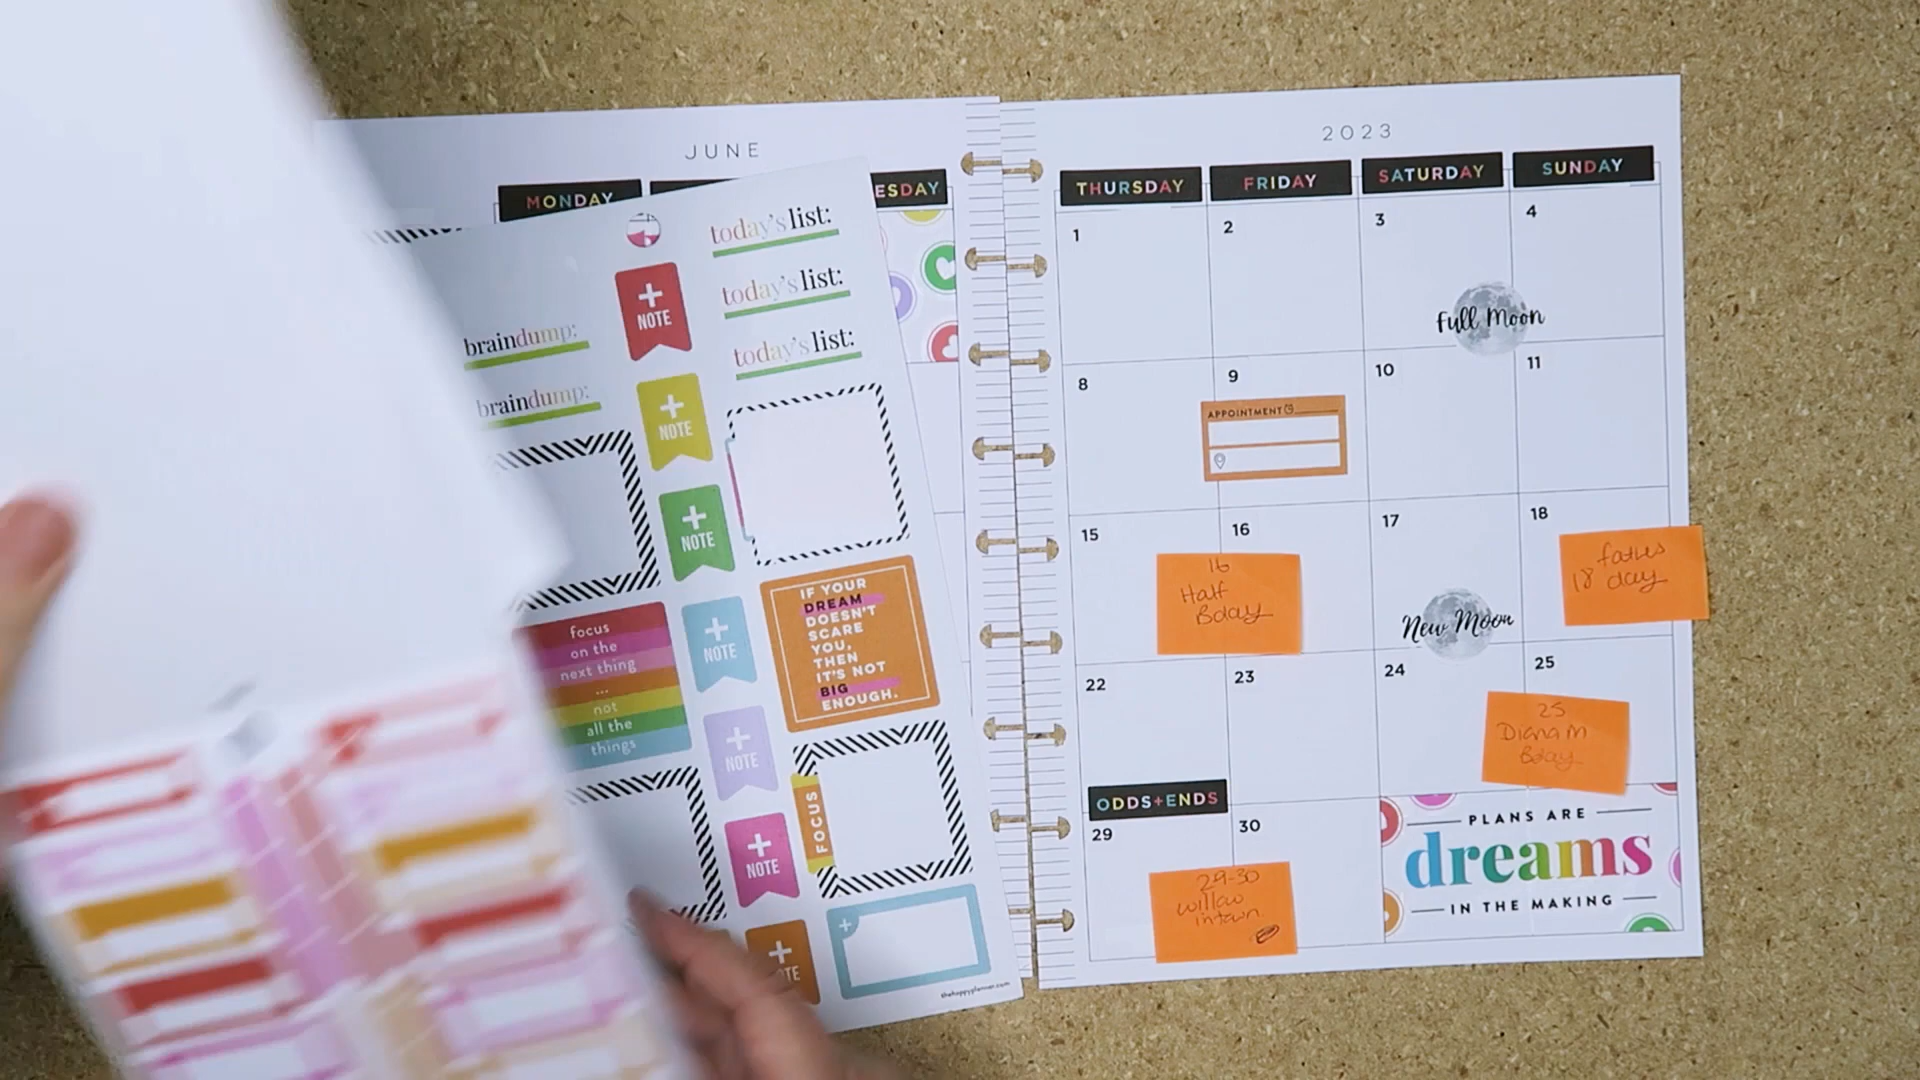 JUNE
2023
MONDAY
ESDAY
THURSDAY
FRIDAY
SATURDAY
SUNDAY
today's list:
today's list:
today's list:
braindump:
braindump:
+
NOTE
+
NOTE
+
NOTE
+
NOTE
+
NOTE
+
NOTE
+
OTE
focus
on the
next thing
...
not
all the
things
IF YOUR
DREAM
DOESN'T
SCARE
YOU,
THEN
IT'S NOT
BIG
ENOUGH.
FOCUS
+
thehappyplanner.com
1
2
3
4
Full Moon
8
9
10
11
APPOINTMENT
15
16
17
18
16
Half
Bday
New Moon
18 day
22
23
24
25
25
Diana M
Bday
ODDS+ENDS
29
30
29-30
willow
in town
PLANS ARE
dreams
IN THE MAKING